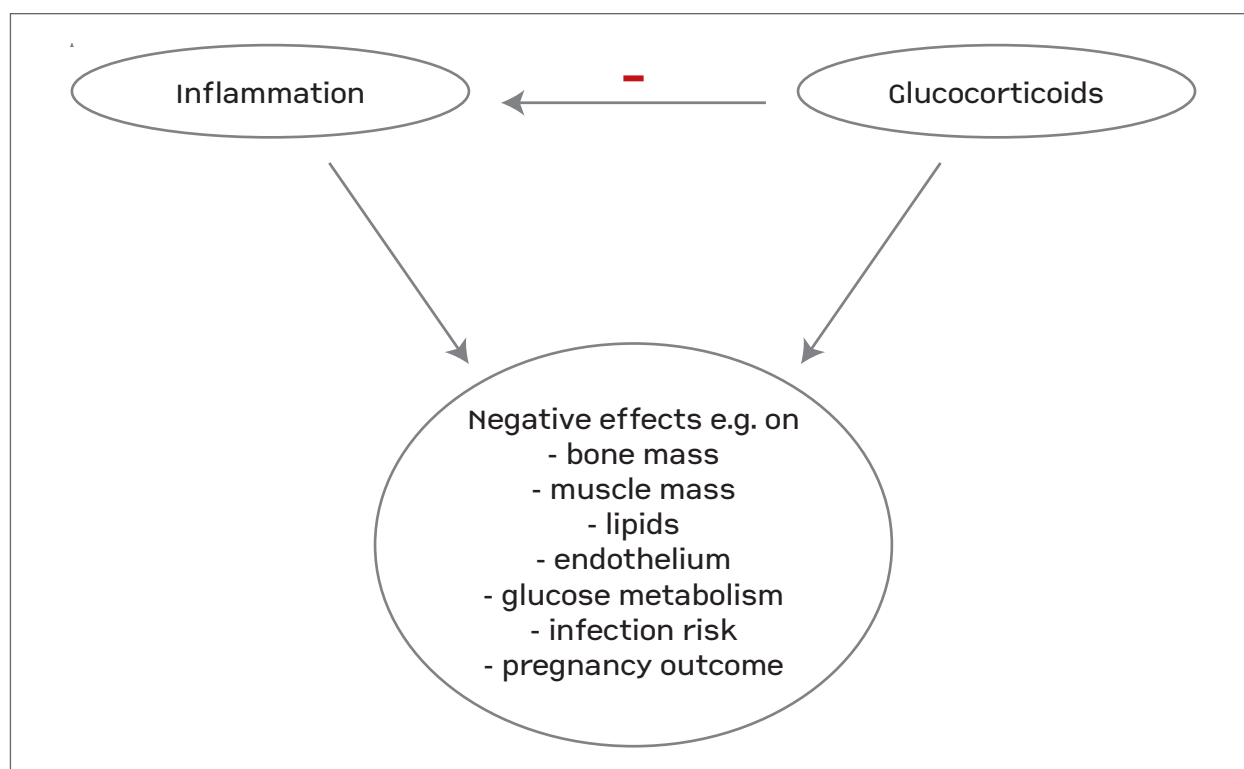 Inflammation
Glucocorticoids
Negative effects e.g. on
- bone mass
- muscle mass
- lipids
- endothelium
- glucose metabolism
- infection risk
- pregnancy outcome